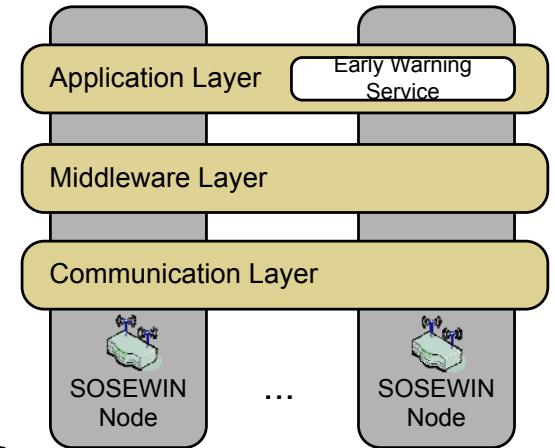 Application Layer
Early Warning
Service
Middleware Layer
Communication Layer
SOSEWIN
Node
...
SOSEWIN
Node